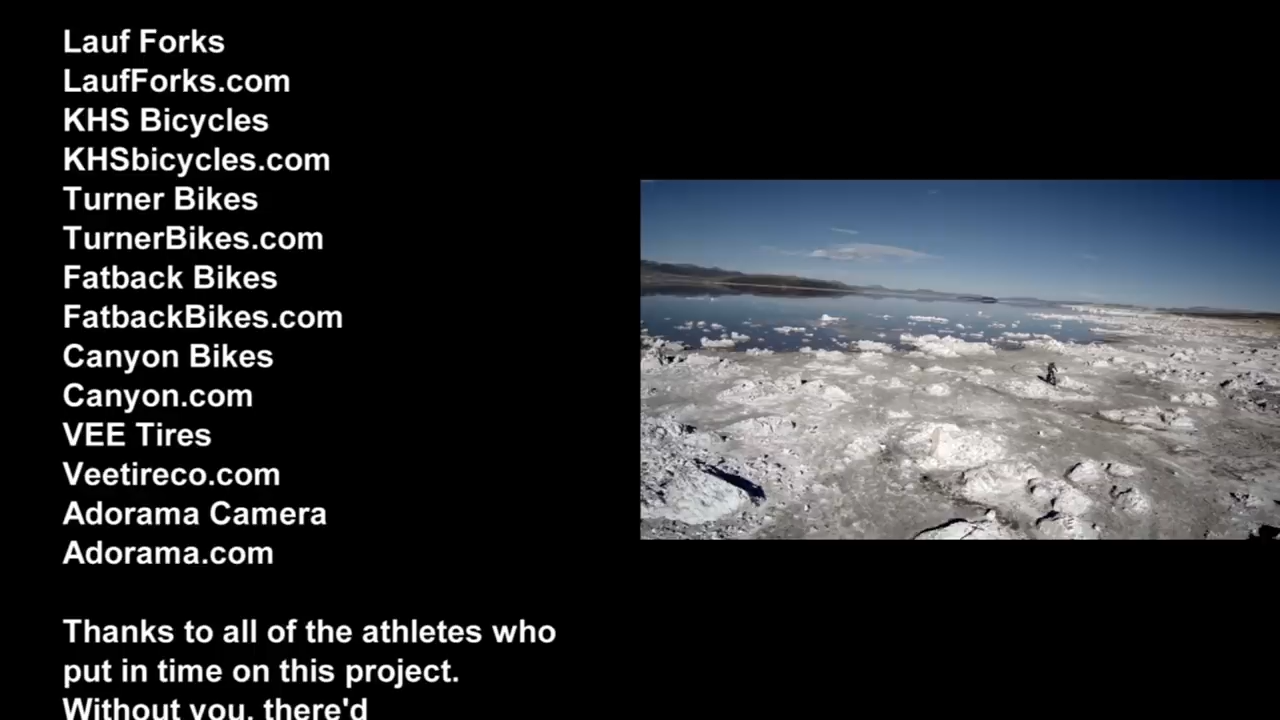 Lauf Forks
LaufForks.com
KHS Bicycles
KHSbicycles.com
Turner Bikes
TurnerBikes.com
Fatback Bikes
FatbackBikes.com
Canyon Bikes
Canyon.com
VEE Tires
Veetireco.com
Adorama Camera
Adorama.com
Thanks to all of the athletes who
put in time on this project.
Without you, there'd